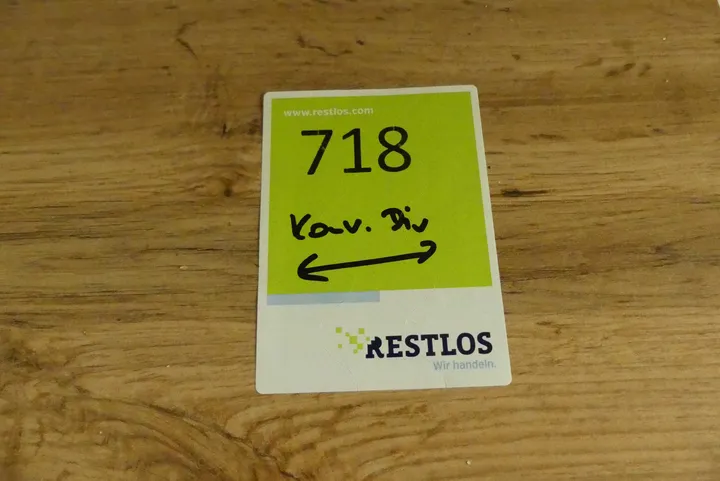 www.restlos.com
718
Kav. Div
RESTLOS
Wir handeln.